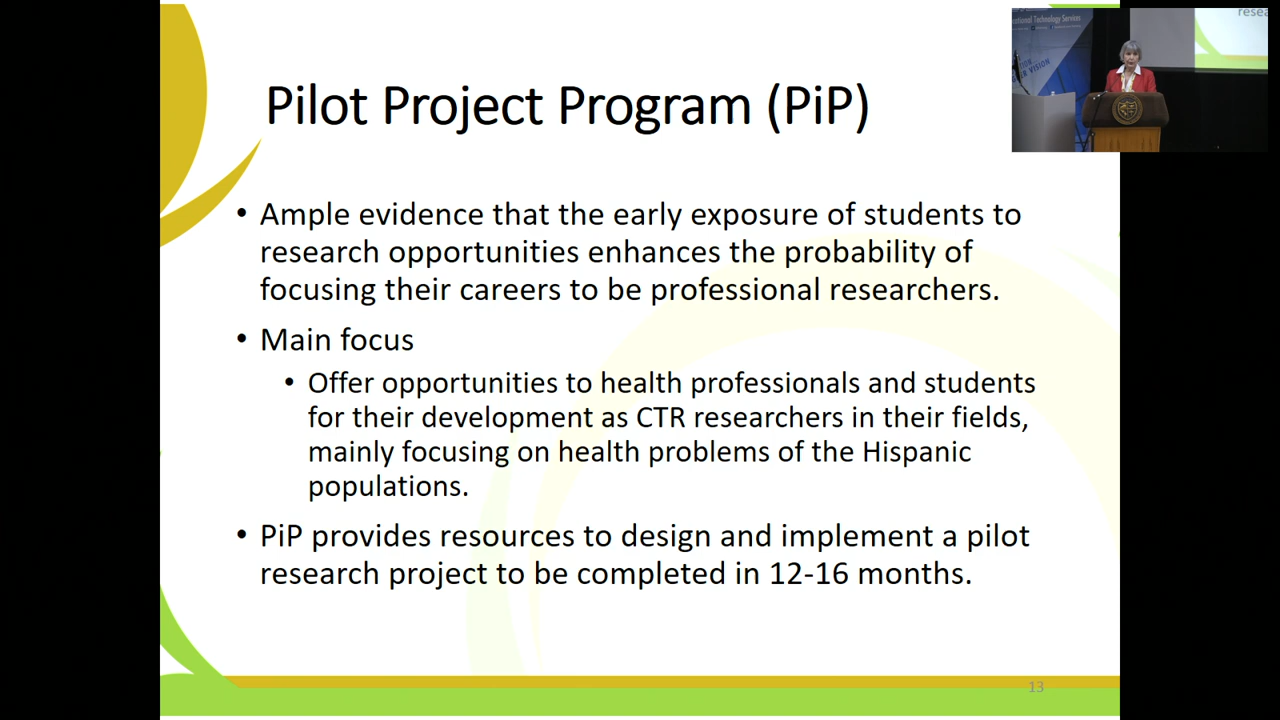 Pilot Project Program (PiP)
• Ample evidence that the early exposure of students to
research opportunities enhances the probability of
focusing their careers to be professional researchers.
• Main focus
• Offer opportunities to health professionals and students
for their development as CTR researchers in their fields,
mainly focusing on health problems of the Hispanic
populations.
• PiP provides resources to design and implement a pilot
research project to be completed in 12-16 months.
13
Technology Services
VISION